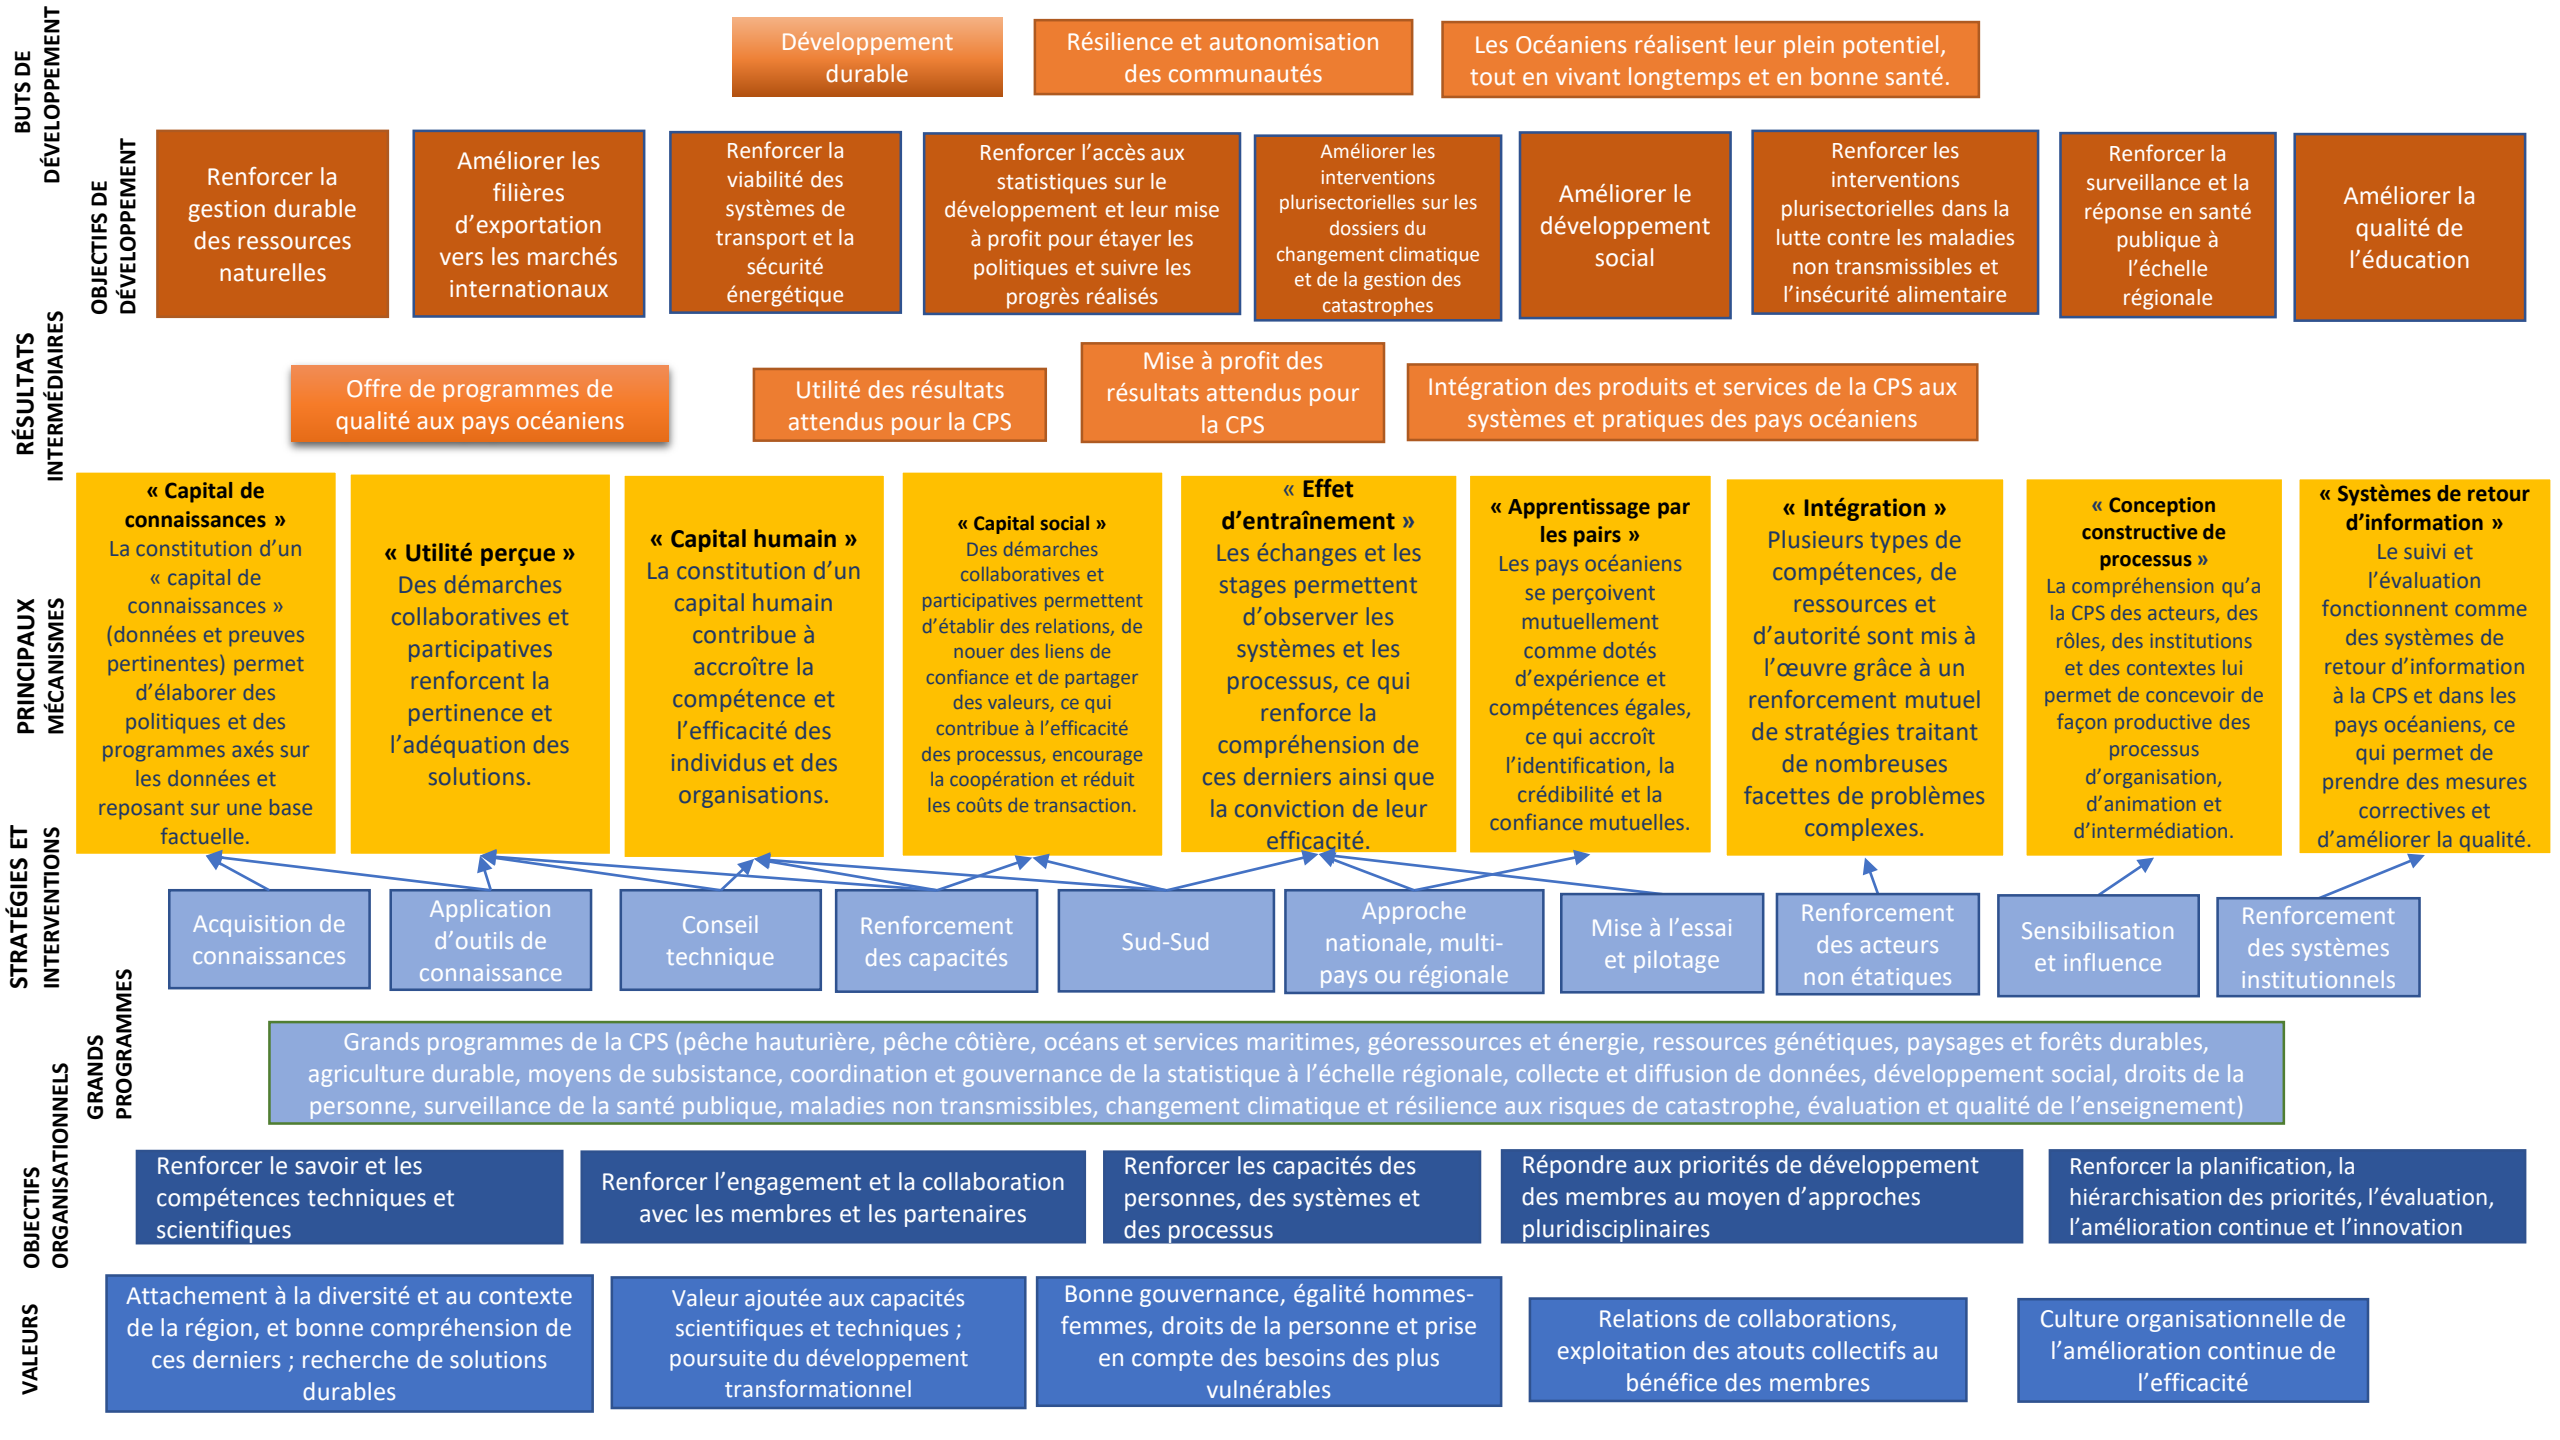 BUTS DE
DÉVELOPPEMENT
Développement
durable
Résilience et autonomisation
des communautés
Les Océaniens réalisent leur plein potentiel,
tout en vivant longtemps et en bonne santé.
OBJECTIFS DE
DÉVELOPPEMENT
Renforcer la
gestion durable
des ressources
naturelles
Améliorer les
filières
d’exportation
vers les marchés
internationaux
Renforcer la
viabilité des
systèmes de
transport et la
sécurité
énergétique
Renforcer l’accès aux
statistiques sur le
développement et leur mise
à profit pour étayer les
politiques et suivre les
progrès réalisés
Améliorer les
interventions
plurisectorielles sur les
dossiers du
changement climatique
et de la gestion des
catastrophes
Améliorer le
développement
social
Renforcer les
interventions
plurisectorielles dans la
lutte contre les maladies
non transmissibles et
l’insécurité alimentaire
Renforcer la
surveillance et la
réponse en santé
publique à
l’échelle
régionale
Améliorer la
qualité de
l’éducation
RÉSULTATS
INTERMÉDIAIRES
Offre de programmes de
qualité aux pays océaniens
Utilité des résultats
attendus pour la CPS
Mise à profit des
résultats attendus pour
la CPS
Intégration des produits et services de la CPS aux
systèmes et pratiques des pays océaniens
PRINCIPAUX
MÉCANISMES
« Capital de
connaissances »
La constitution d’un
« capital de
connaissances »
(données et preuves
pertinentes) permet
d’élaborer des
politiques et des
programmes axés sur
les données et
reposant sur une base
factuelle.
« Utilité perçue »
Des démarches
collaboratives et
participatives
renforcent la
pertinence et
l’adéquation des
solutions.
« Capital humain »
La constitution d’un
capital humain
contribue à
accroître la
compétence et
l’efficacité des
individus et des
organisations.
« Capital social »
Des démarches
collaboratives et
participatives permettent
d’établir des relations, de
nouer des liens de
confiance et de partager
des valeurs, ce qui
contribue à l’efficacité
des processus, encourage
la coopération et réduit
les coûts de transaction.
« Effet
d’entraînement »
Les échanges et les
stages permettent
d’observer les
systèmes et les
processus, ce qui
renforce la
compréhension de
ces derniers ainsi que
la conviction de leur
efficacité.
« Apprentissage par
les pairs »
Les pays océaniens
se perçoivent
mutuellement
comme dotés
d’expérience et
compétences égales,
ce qui accroît
l’identification, la
crédibilité et la
confiance mutuelles.
« Intégration »
Plusieurs types de
compétences, de
ressources et
d’autorité sont mis à
l’œuvre grâce à un
renforcement mutuel
de stratégies traitant
de nombreuses
facettes de problèmes
complexes.
« Conception
constructive de
processus »
La compréhension qu’a
la CPS des acteurs, des
rôles, des institutions
et des contextes lui
permet de concevoir de
façon productive des
processus
d’organisation,
d’animation et
d’intermédiation.
« Systèmes de retour
d’information »
Le suivi et
l’évaluation
fonctionnent comme
des systèmes de
retour d’information
à la CPS et dans les
pays océaniens, ce
qui permet de
prendre des mesures
correctives et
d’améliorer la qualité.
STRATÉGIES ET
INTERVENTIONS
Acquisition de
connaissances
Application
d’outils de
connaissance
Conseil
technique
Renforcement
des capacités
Sud-Sud
Approche
nationale, multi-
pays ou régionale
Mise à l’essai
et pilotage
Renforcement
des acteurs
non étatiques
Sensibilisation
et influence
Renforcement
des systèmes
institutionnels
GRANDS
PROGRAMMES
Grands programmes de la CPS (pêche hauturière, pêche côtière, océans et services maritimes, géoressources et énergie, ressources génétiques, paysages et forêts durables,
agriculture durable, moyens de subsistance, coordination et gouvernance de la statistique à l’échelle régionale, collecte et diffusion de données, développement social, droits de la
personne, surveillance de la santé publique, maladies non transmissibles, changement climatique et résilience aux risques de catastrophe, évaluation et qualité de l’enseignement)
OBJECTIFS
ORGANISATIONNELS
Renforcer le savoir et les
compétences techniques et
scientifiques
Renforcer l’engagement et la collaboration
avec les membres et les partenaires
Renforcer les capacités des
personnes, des systèmes et
des processus
Répondre aux priorités de développement
des membres au moyen d’approches
pluridisciplinaires
Renforcer la planification, la
hiérarchisation des priorités, l’évaluation,
l’amélioration continue et l’innovation
VALEURS
Attachement à la diversité et au contexte
de la région, et bonne compréhension de
ces derniers ; recherche de solutions
durables
Valeur ajoutée aux capacités
scientifiques et techniques ;
poursuite du développement
transformationnel
Bonne gouvernance, égalité hommes-
femmes, droits de la personne et prise
en compte des besoins des plus
vulnérables
Relations de collaborations,
exploitation des atouts collectifs au
bénéfice des membres
Culture organisationnelle de
l’amélioration continue de
l’efficacité